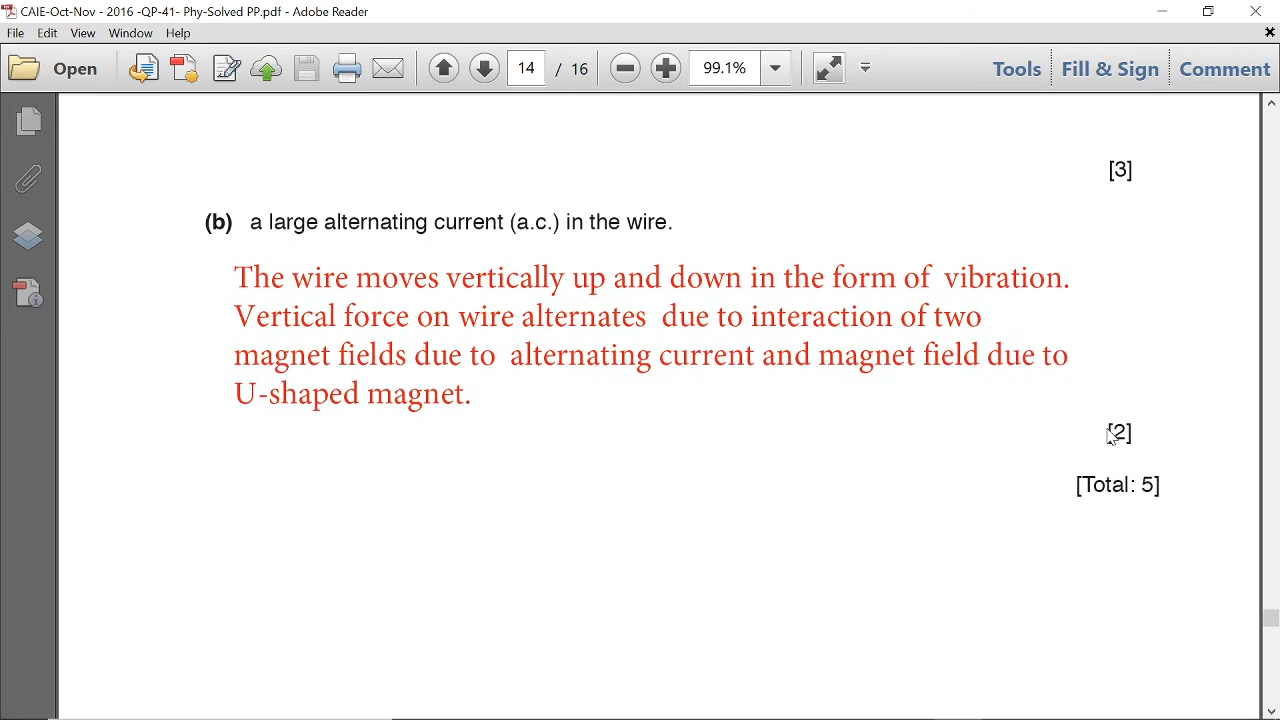 CAIE-Oct-Nov - 2016 -QP-41- Phy-Solved PP.pdf - Adobe Reader
File Edit View Window Help
Open 14 / 16 99.1% Tools Fill & Sign Comment
[3]
(b) a large alternating current (a.c.) in the wire.
The wire moves vertically up and down in the form of vibration.
Vertical force on wire alternates due to interaction of two
magnet fields due to alternating current and magnet field due to
U-shaped magnet.
[2]
[Total: 5]